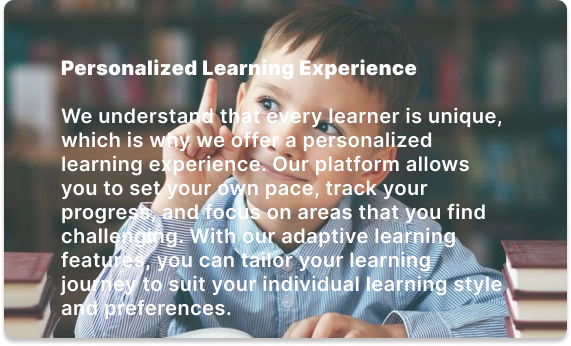 Personalized Learning Experience
We understand that every learner is unique,
which is why we offer a personalized
learning experience. Our platform allows
you to set your own pace, track your
progress, and focus on areas that you find
challenging. With our adaptive learning
features, you can tailor your learning
journey to suit your individual learning style
and preferences.